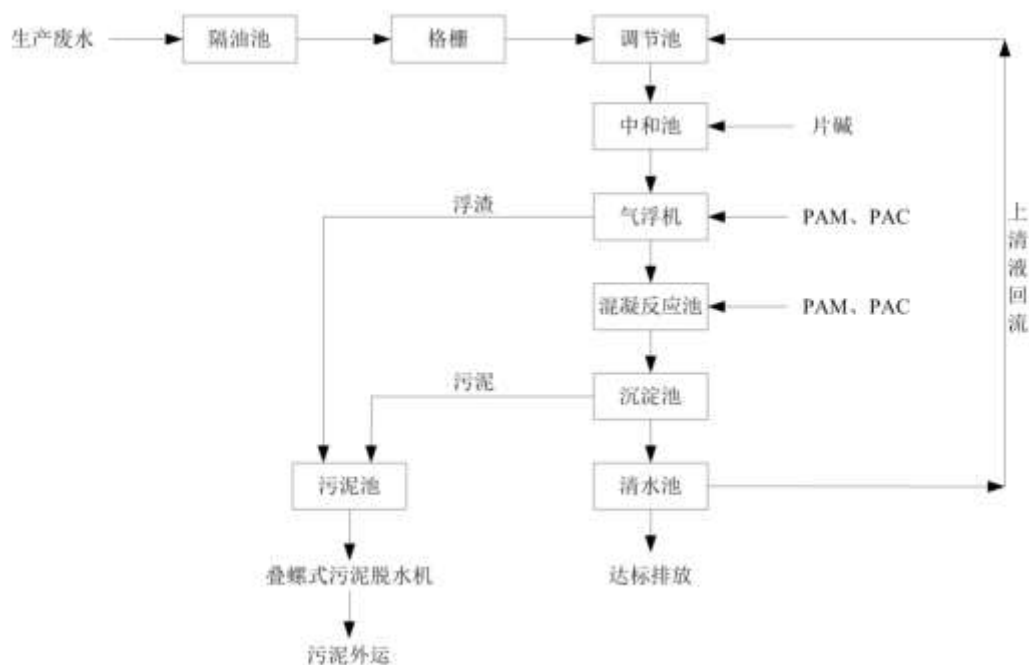 生产废水
隔油池
格栅
调节池
中和池
片碱
浮渣
气浮机
PAM、PAC
混凝反应池
PAM、PAC
上清液回流
污泥
沉淀池
污泥池
清水池
叠螺式污泥脱水机
达标排放
污泥外运